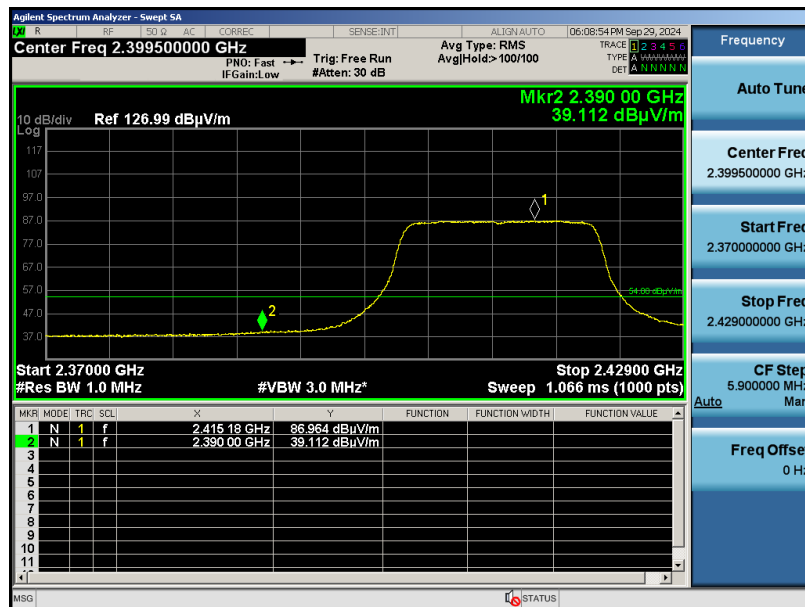 Agilent Spectrum Analyzer - Swept SA
LXI R RF 50 Ω AC CORREC SENSE:INT ALIGN AUTO 06:08:54 PM Sep 29, 2024
Center Freq 2.399500000 GHz
PNO: Fast
IFGain:Low
Trig: Free Run
#Atten: 30 dB
Avg Type: RMS
Avg|Hold:>100/100
TRACE 1 2 3 4 5 6
TYPE A WWWWW
DET A N N N N N
Mkr2 2.390 00 GHz
39.112 dBµV/m
10 dB/div Ref 126.99 dBµV/m
Log
117
107
97.0
87.0
77.0
67.0
57.0
47.0
37.0
1
2
54.00 dBµV/m
Start 2.37000 GHz Stop 2.42900 GHz
#Res BW 1.0 MHz #VBW 3.0 MHz* Sweep 1.066 ms (1000 pts)
MKR MODE TRC SCL X Y FUNCTION FUNCTION WIDTH FUNCTION VALUE
1 N 1 f 2.415 18 GHz 86.964 dBµV/m
2 N 1 f 2.390 00 GHz 39.112 dBµV/m
3
4
5
6
7
8
9
10
11
MSG STATUS
Frequency
Auto Tune
Center Freq
2.399500000 GHz
Start Freq
2.370000000 GHz
Stop Freq
2.429000000 GHz
CF Step
5.900000 MHz
Auto Man
Freq Offset
0 Hz